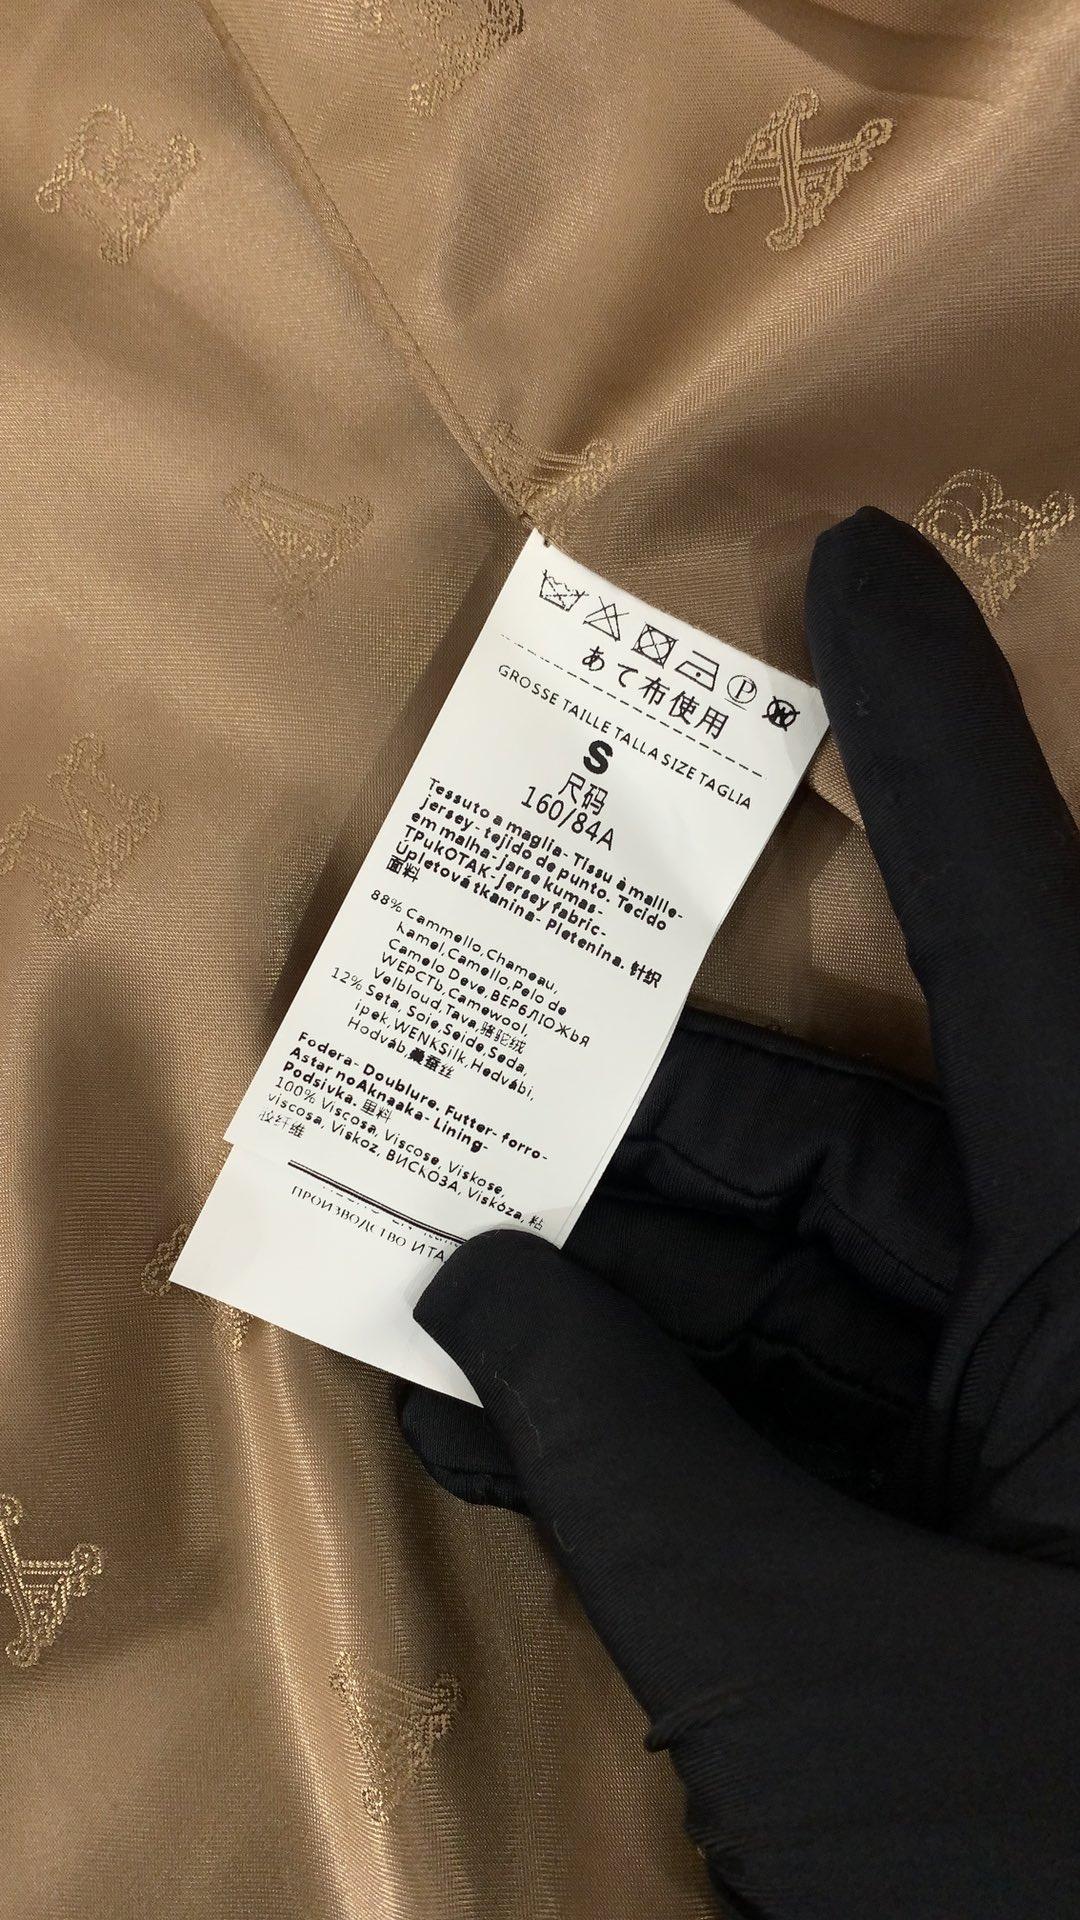 あて布使用
GROSSE TAILLE TALLA SIZE TAGLIA
S
尺码
160/84A
Tessuto a maglia- Tissu à maille-
jersey-tejido de punto. Tecido
em malha-jarse kumas-
TPukOTAK-jersey fabric-
Úpletová tkanina- Pletenina. 针织
面料
88% Cammello,Chameau,
Kamel,Camello,Pelo de
Camelo Deve,ВЕРбЛЮЖЬЯ
WEPCTb,Camewool,
Velbloud,Tava,骆驼绒
12% Seta, Soie,Seide,Seda,
ipek,WENKSilk,Hedvábi,
Hodváb,桑蚕丝
Fodera- Doublure. Futter- forro-
Astar noAknaaka- Lining-
Podsivka. 里料
100% Viscosa, Viscose, Viskose,
viscosa, Viskoz, ВИСКОЗА, Viskóza, 粘
胶纤维
ПРОИЗВОДСТВО ИТА